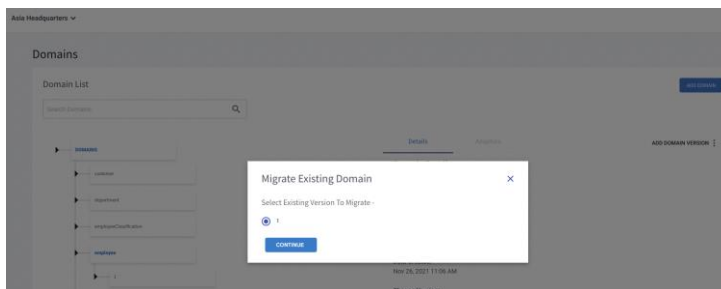 Asia Headquarters
Domains
Domain List
ADD DOMAIN
Search Domains
Details
ADD DOMAIN VERSION
DOMAINS
customer
department
employeeClassification
employee
1
Migrate Existing Domain
Select Existing Version To Migrate -
1
CONTINUE
Nov 26, 2021 11:06 AM